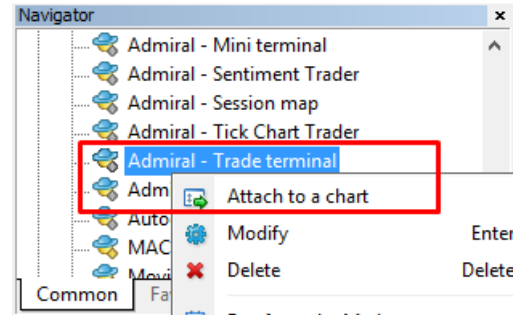 Navigator
Admiral - Mini terminal
Admiral - Sentiment Trader
Admiral - Session map
Admiral - Tick Chart Trader
Admiral - Trade terminal
Attach to a chart
Modify Enter
Delete Delete
Common